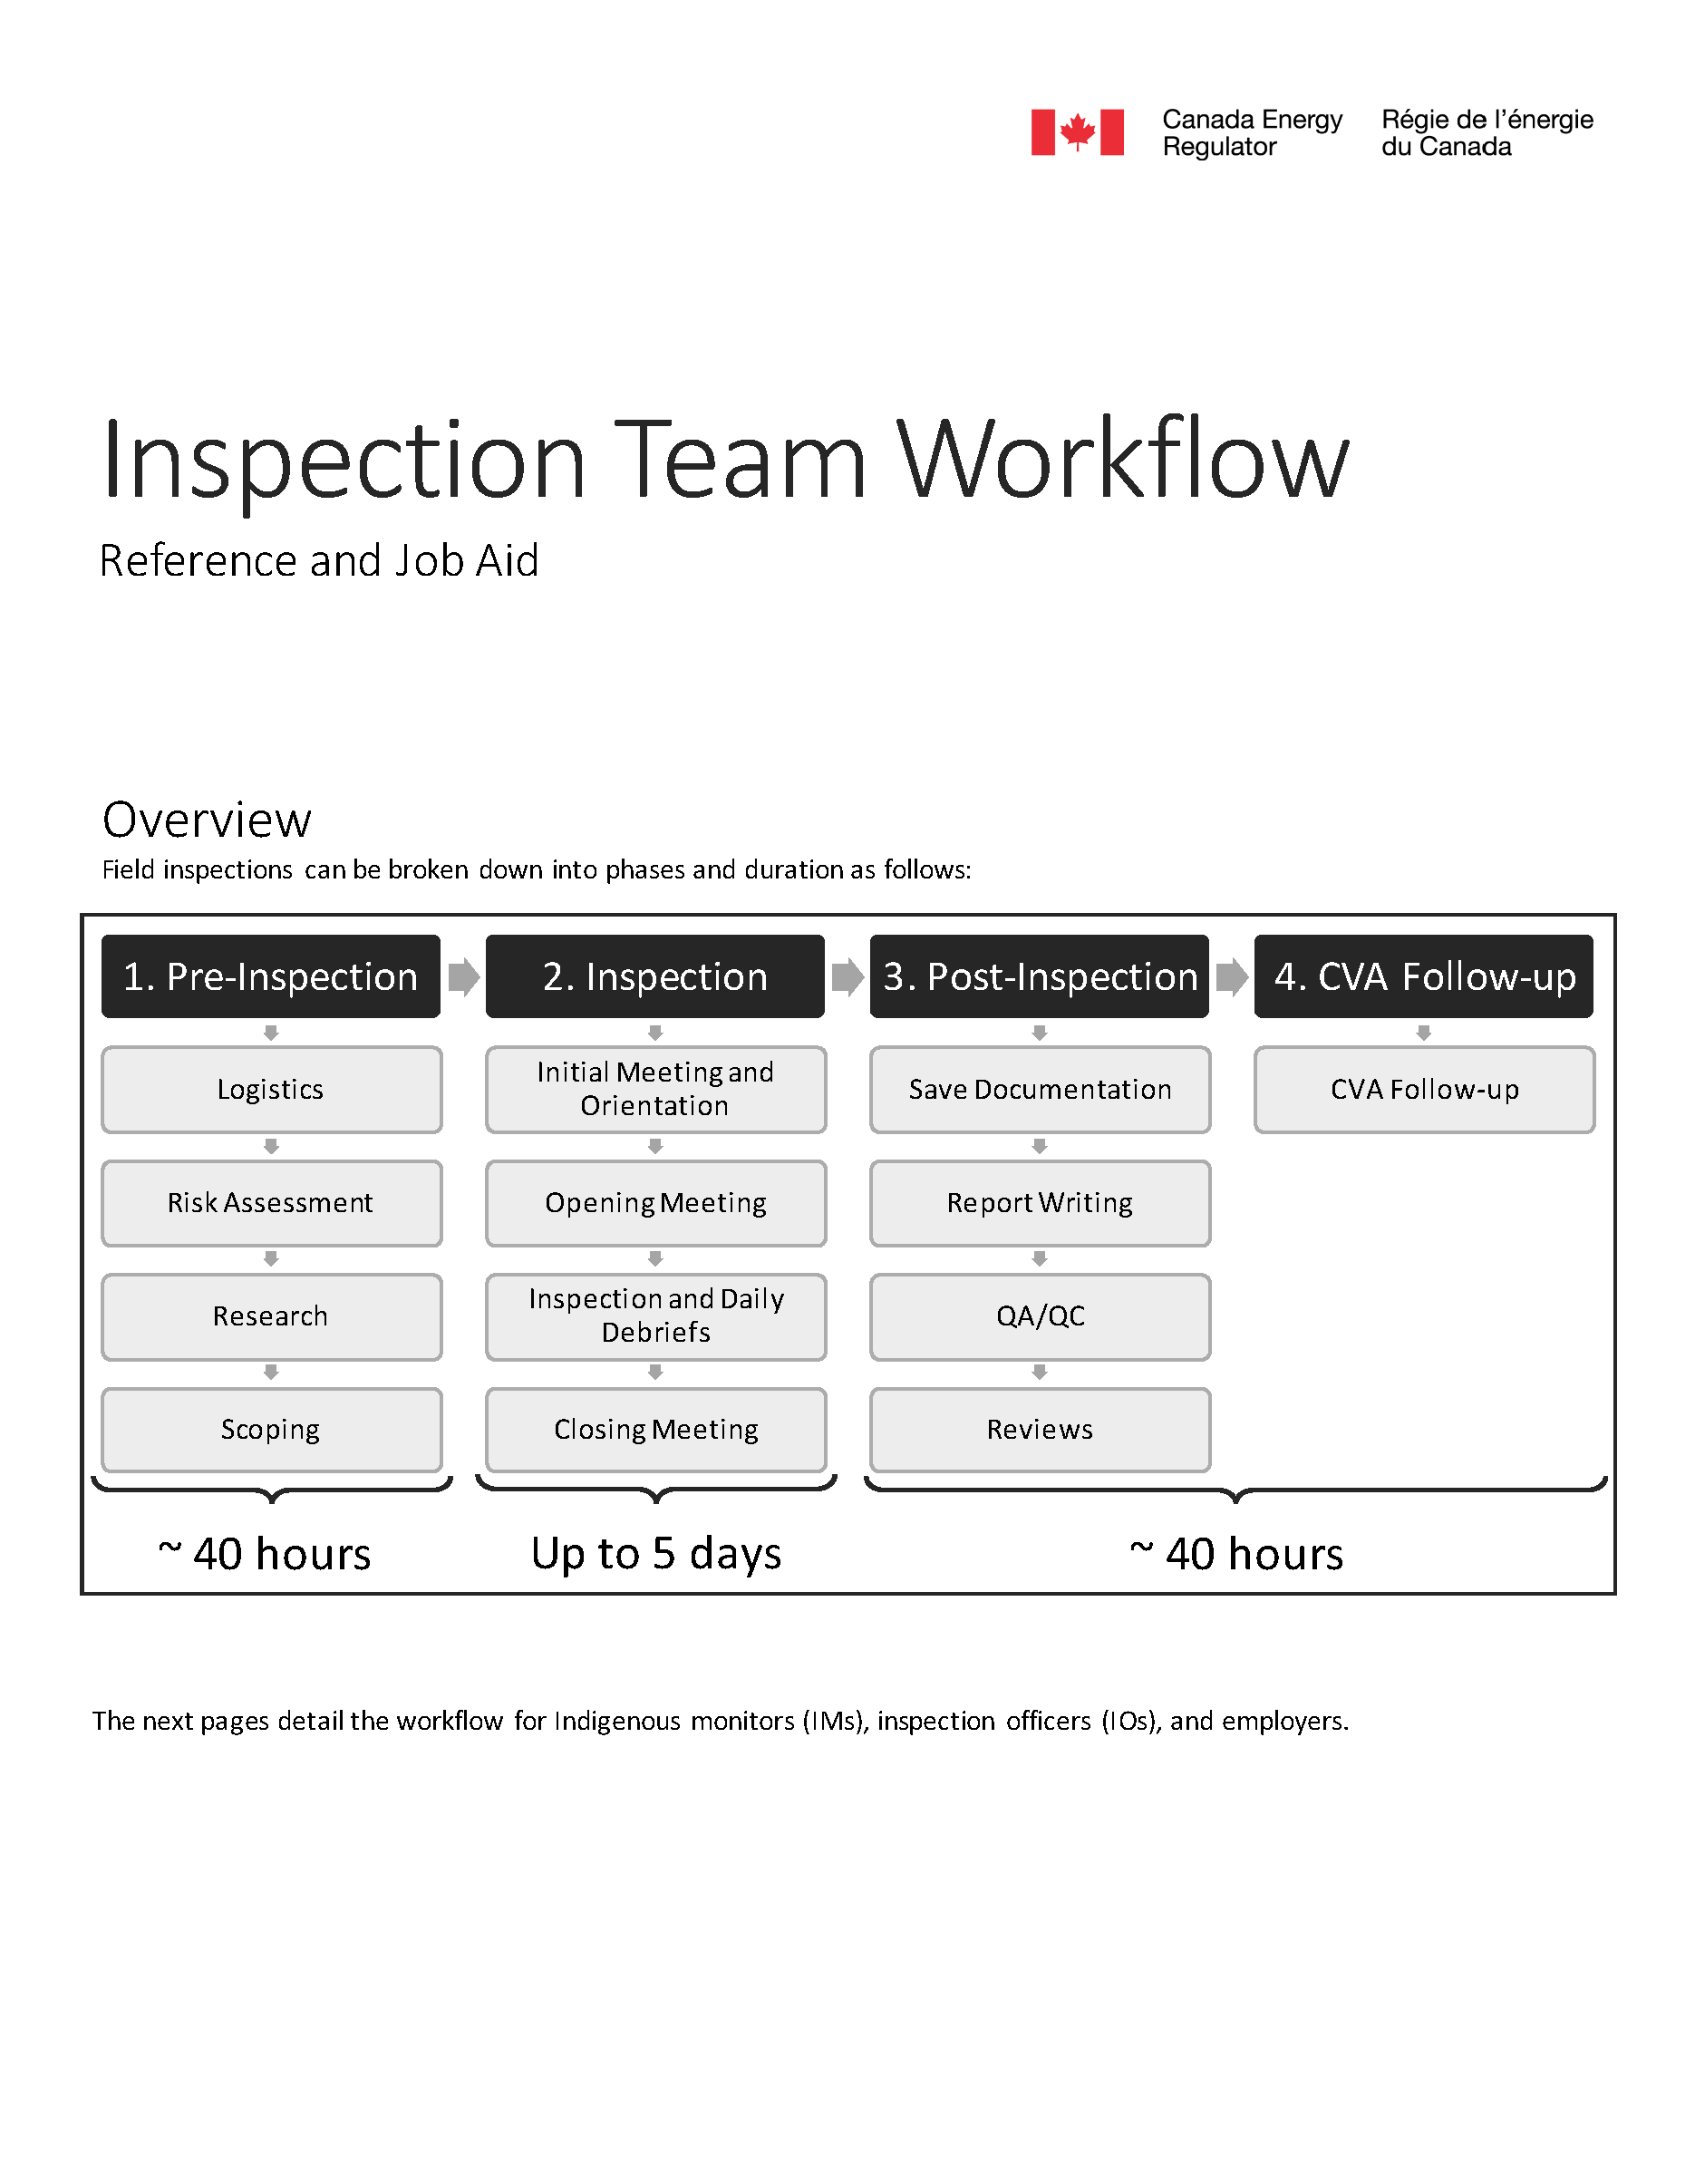 Canada Energy
Regulator
Régie de l'énergie
du Canada
Inspection Team Workflow
Reference and Job Aid
Overview
Field inspections can be broken down into phases and duration as follows:
1. Pre-Inspection
Logistics
Risk Assessment
Research
Scoping
~ 40 hours
2. Inspection
Initial Meeting and
Orientation
Opening Meeting
Inspection and Daily
Debriefs
Closing Meeting
Up to 5 days
3. Post-Inspection
Save Documentation
Report Writing
QA/QC
Reviews
4. CVA Follow-up
CVA Follow-up
~ 40 hours
The next pages detail the workflow for Indigenous monitors (IMs), inspection officers (IOs), and employers.